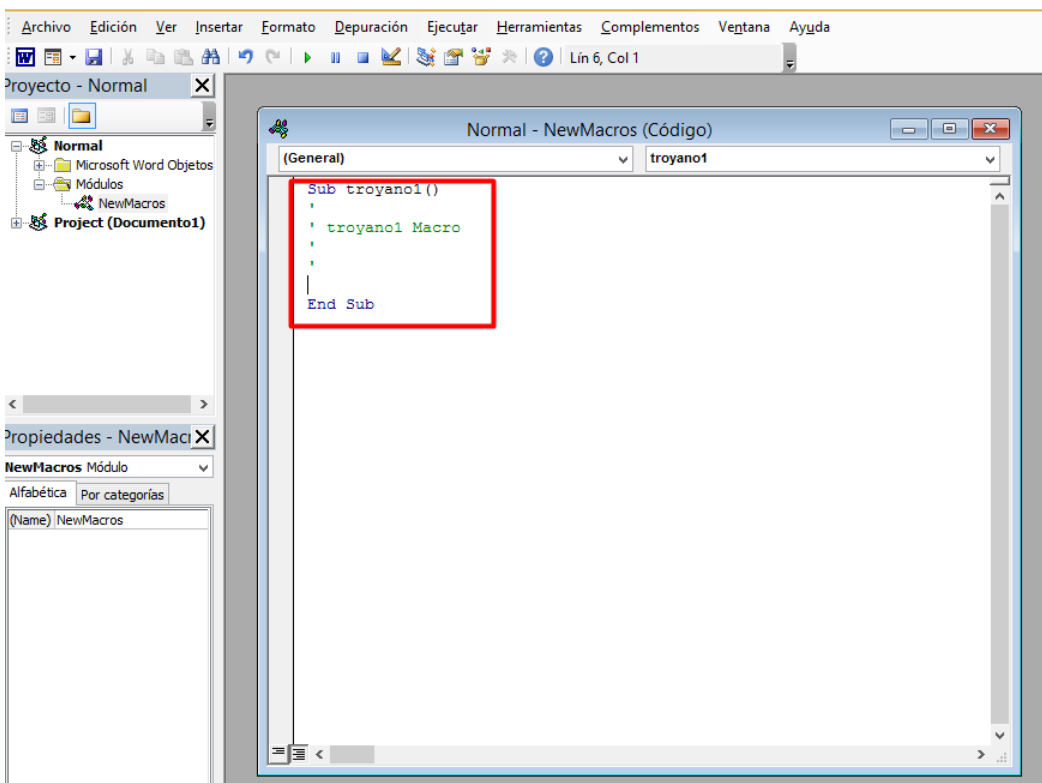 Archivo Edición Ver Insertar Formato Depuración Ejecutar Herramientas Complementos Ventana Ayuda
Lín 6, Col 1
Proyecto - Normal
Normal
Microsoft Word Objetos
Módulos
NewMacros
Project (Documento1)
Propiedades - NewMacr
NewMacros Módulo
Alfabética Por categorías
(Name) NewMacros
Normal - NewMacros (Código)
(General) troyano1
Sub troyano1()
'
' troyano1 Macro
'
'
End Sub